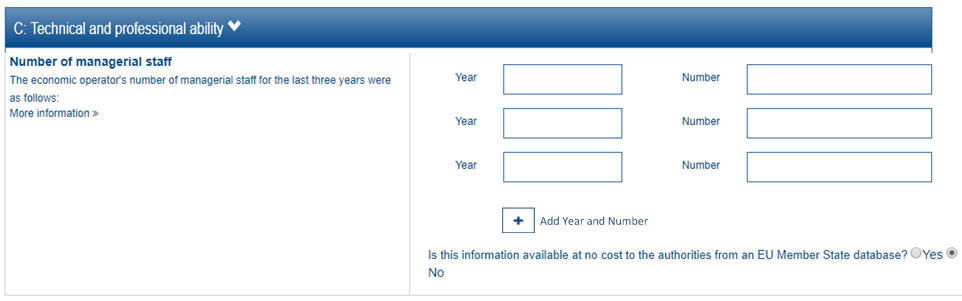 C: Technical and professional ability
Number of managerial staff
The economic operator's number of managerial staff for the last three years were
as follows:
More information »
Year Number
Year Number
Year Number
+ Add Year and Number
Is this information available at no cost to the authorities from an EU Member State database? Yes
No